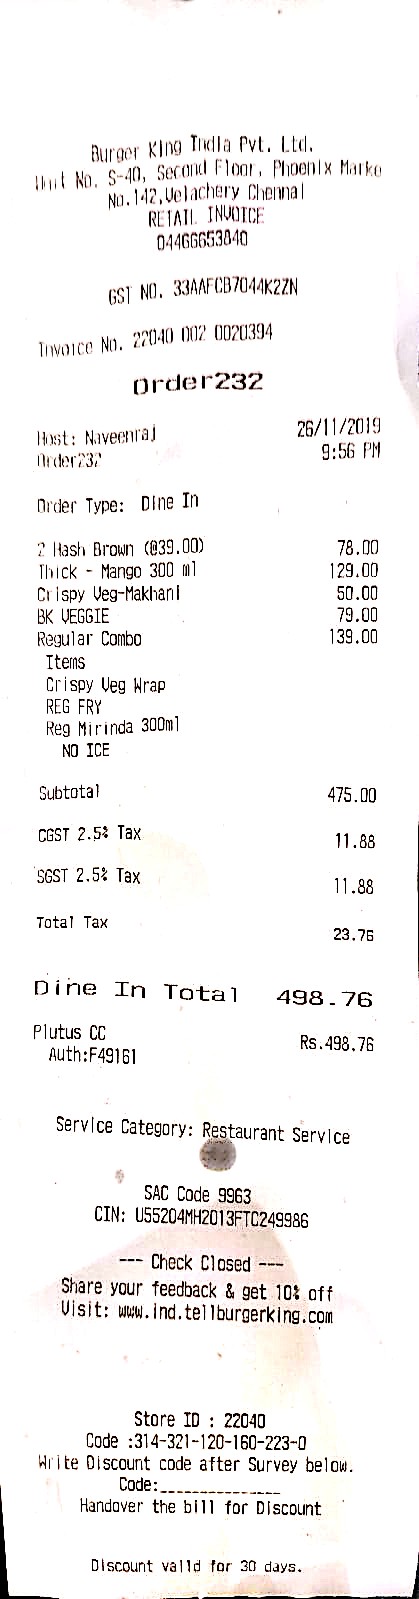 Burger King India Pvt. Ltd.
Unit No. S-40, Second Floor, Phoenix Marke
No.142,Velachery Chennai
RETAIL INVOICE
04466653840
GST NO. 33AAFCB7044K2ZN
Invoice No. 22040 002 0020394
Order232
Host: Naveenraj 26/11/2019
Order232 9:56 PM
Order Type: Dine In
2 Hash Brown (@39.00) 78.00
Thick - Mango 300 ml 129.00
Crispy Veg-Makhani 50.00
BK VEGGIE 79.00
Regular Combo 139.00
Items
Crispy Veg Wrap
REG FRY
Reg Mirinda 300ml
NO ICE
Subtotal 475.00
CGST 2.5% Tax 11.88
SGST 2.5% Tax 11.88
Total Tax 23.76
Dine In Total 498.76
Plutus CC Rs.498.76
Auth:F49161
Service Category: Restaurant Service
SAC Code 9963
CIN: U55204MH2013FTC249986
--- Check Closed ---
Share your feedback & get 10% off
Visit: www.ind.tellburgerking.com
Store ID : 22040
Code :314-321-120-160-223-0
Write Discount code after Survey below.
Code:_______________
Handover the bill for Discount
Discount valid for 30 days.